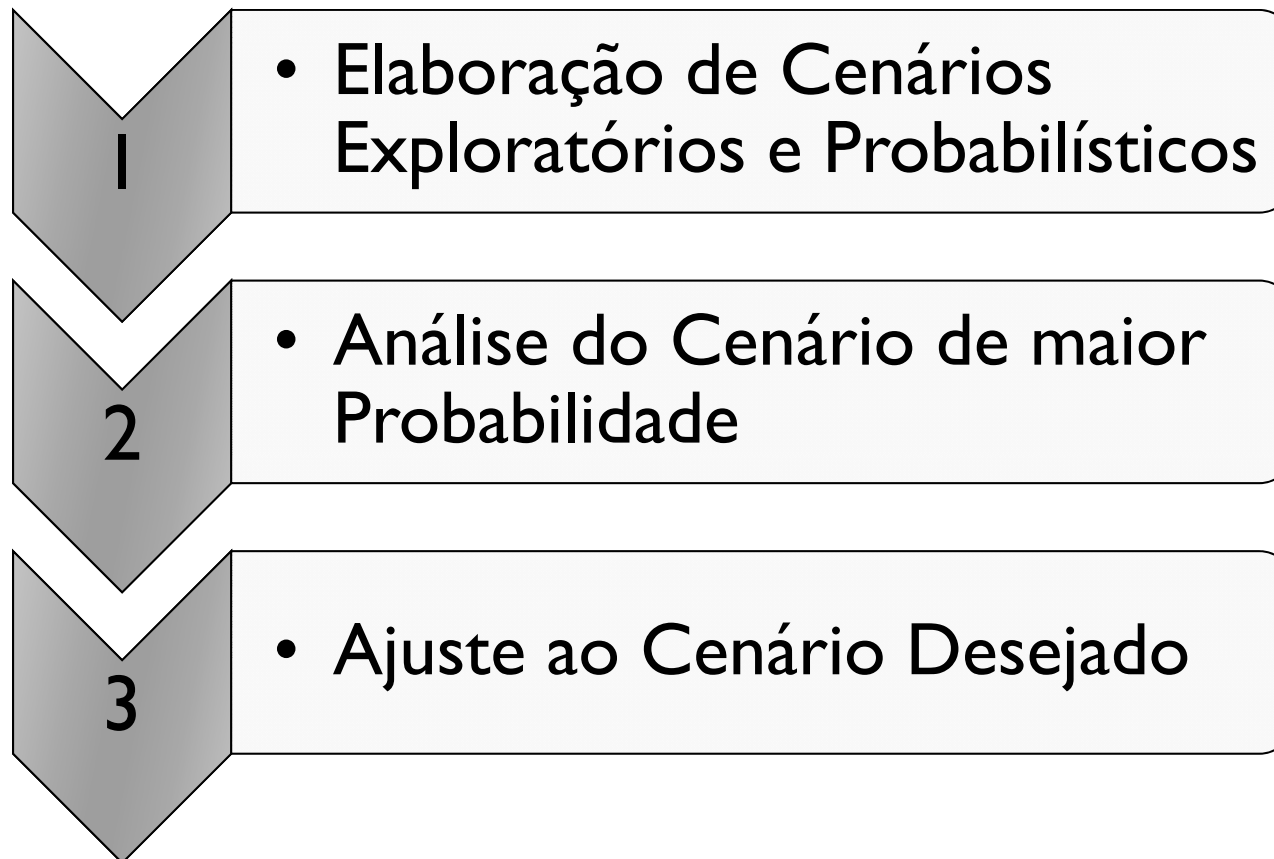 1
• Elaboração de Cenários
Exploratórios e Probabilísticos
2
• Análise do Cenário de maior
Probabilidade
3
• Ajuste ao Cenário Desejado